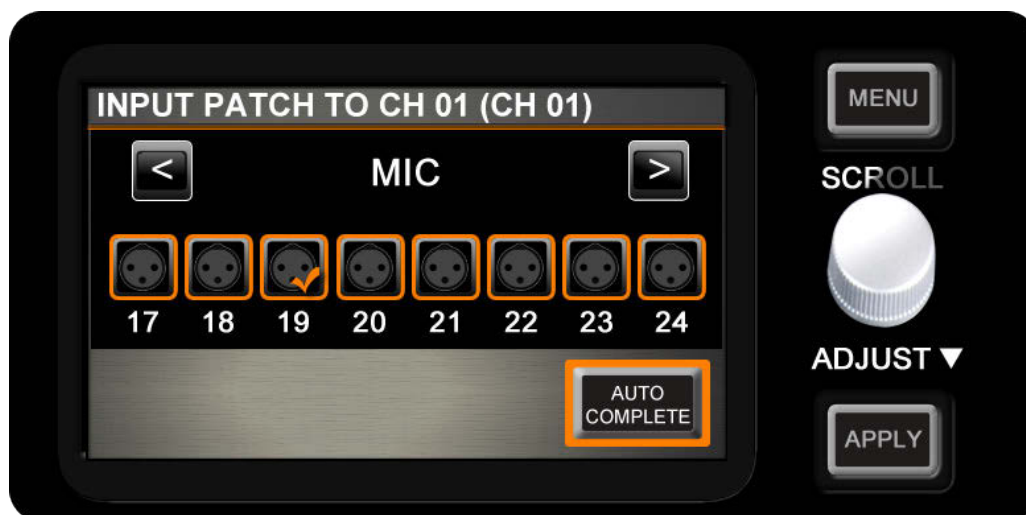 INPUT PATCH TO CH 01 (CH 01)
< MIC >
17 18 19 20 21 22 23 24
AUTO
COMPLETE
MENU
SCROLL
ADJUST ▼
APPLY